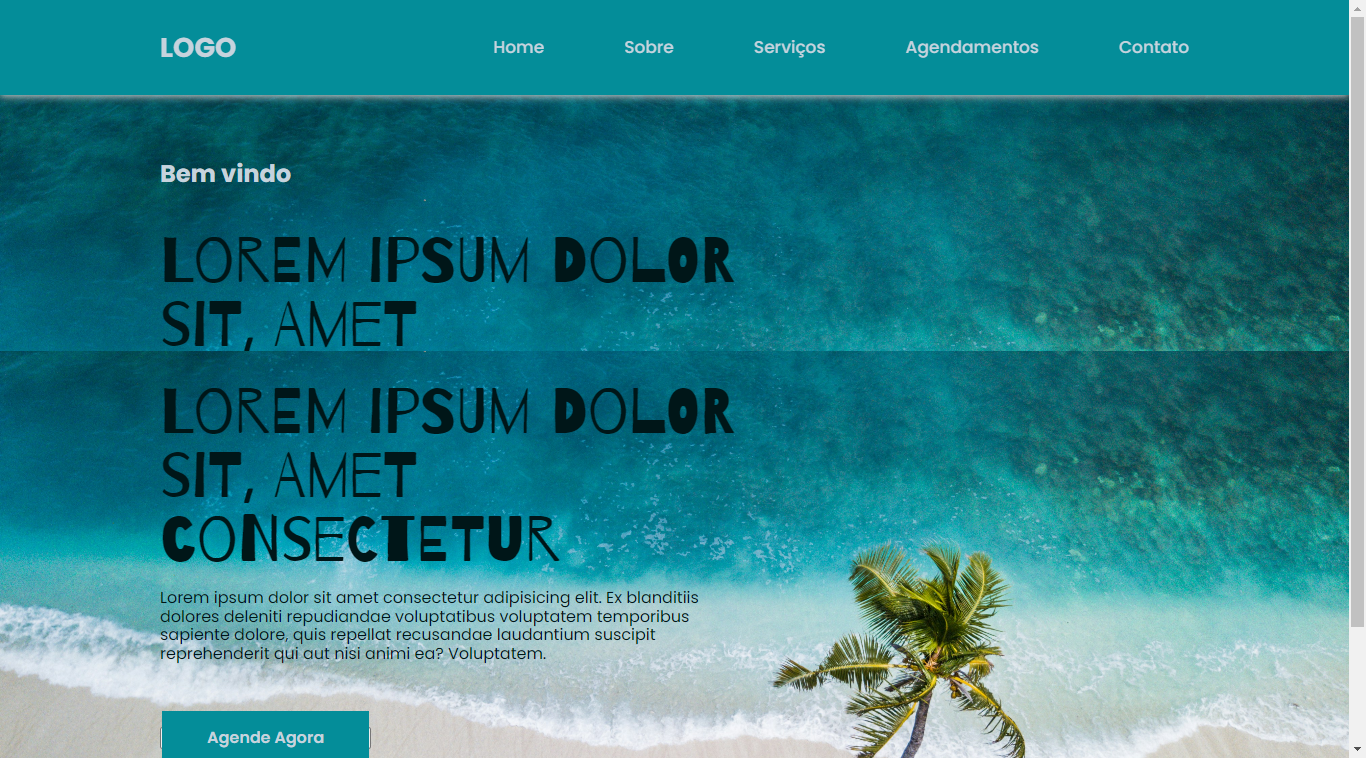 LOGO Home Sobre Serviços Agendamentos Contato
Bem vindo
LOREM IPSUM DOLOR
SIT, AMET
LOREM IPSUM DOLOR
SIT, AMET
CONSECTETUR
Lorem ipsum dolor sit amet consectetur adipisicing elit. Ex blanditiis
dolores deleniti repudiandae voluptatibus voluptatem temporibus
sapiente dolore, quis repellat recusandae laudantium suscipit
reprehenderit qui aut nisi animi ea? Voluptatem.
Agende Agora